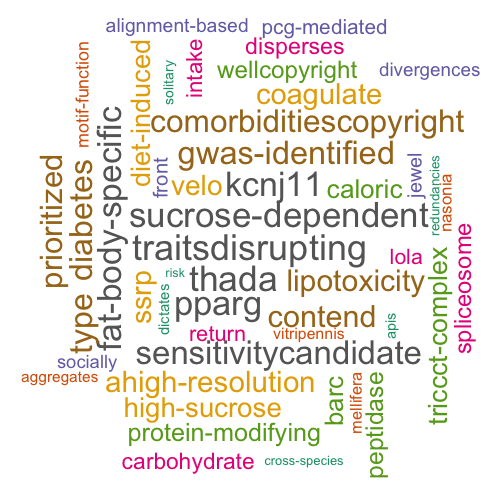 alignment-based
pcg-mediated
motif-function
solitary
intake
disperses
wellcopyright
divergences
diet-induced
coagulate
comorbiditiescopyright
fat-body-specific
front
gwas-identified
jewel
redundancies
nasonia
prioritized
type
diabetes
velo
kcnj11
caloric
sucrose-dependent
traitsdisrupting
lola
spliceosome
ssrp
risk
thada
lipotoxicity
dictates
pparg
contend
apis
triccct-complex
return
vitripennis
socially
sensitivitycandidate
aggregates
ahigh-resolution
barc
mellifera
peptidase
high-sucrose
protein-modifying
carbohydrate
cross-species